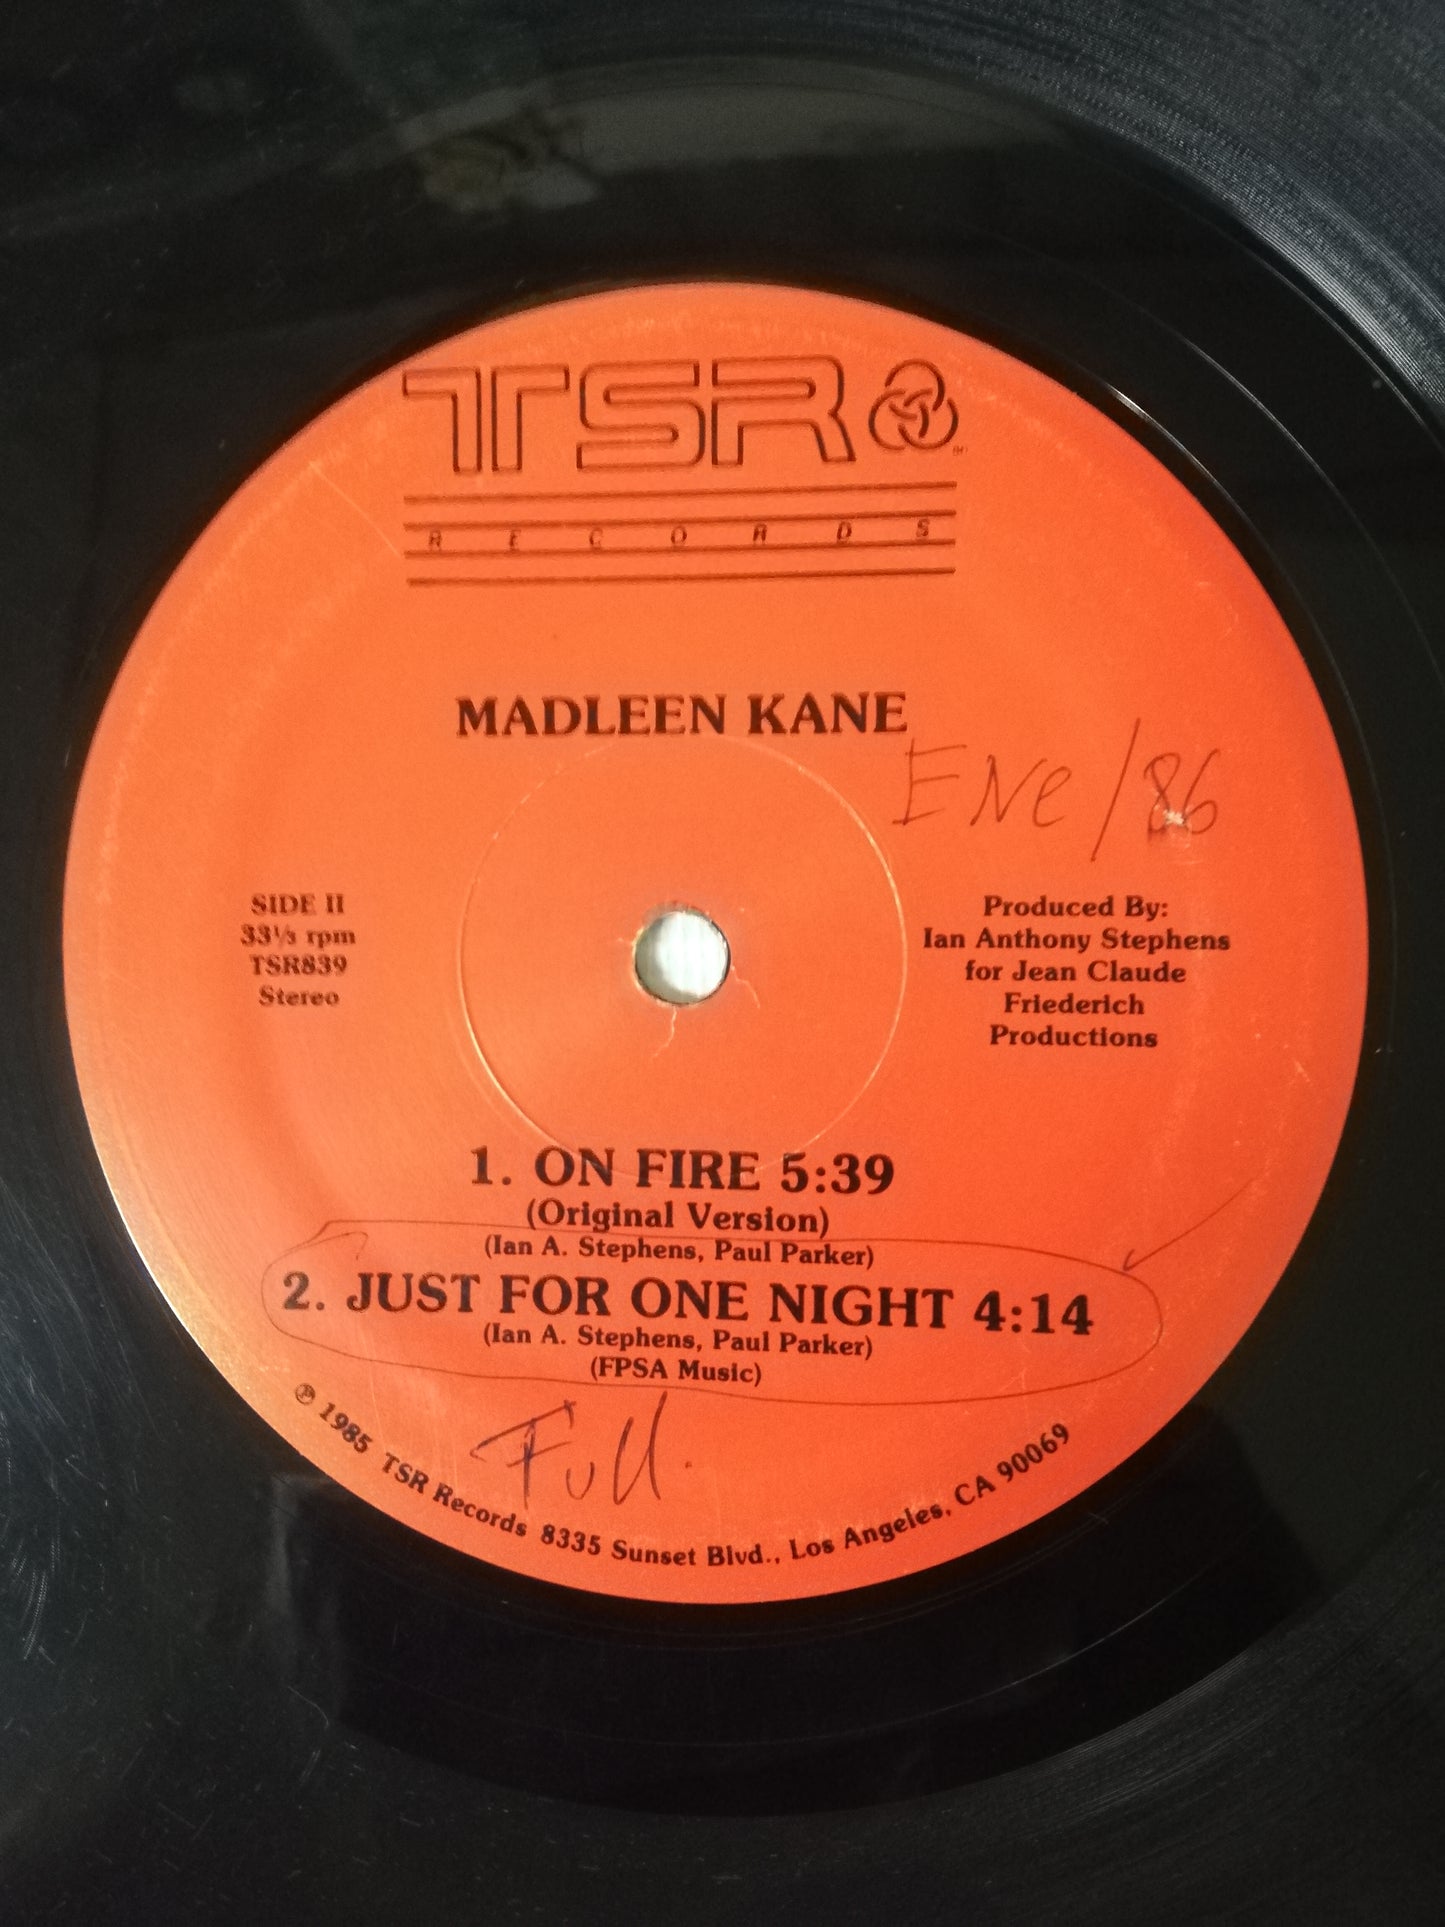 TSR
RECORDS
MADLEEN KANE
ENe/86
SIDE II
33⅓ rpm
TSR839
Stereo
Produced By:
Ian Anthony Stephens
for Jean Claude
Friederich
Productions
1. ON FIRE 5:39
(Original Version)
(Ian A. Stephens, Paul Parker)
2. JUST FOR ONE NIGHT 4:14
(Ian A. Stephens, Paul Parker)
(FPSA Music)
Full.
℗ 1985 TSR Records 8335 Sunset Blvd., Los Angeles, CA 90069